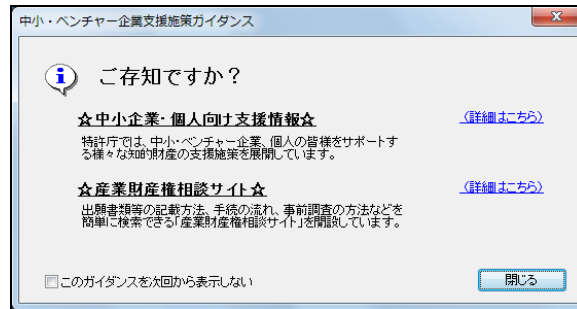 中小・ベンチャー企業支援施策ガイダンス
ご存知ですか？
☆中小企業・個人向け支援情報☆
(詳細はこちら)
特許庁では、中小・ベンチャー企業、個人の皆様をサポートす
る様々な知的財産の支援施策を展開しています。
☆産業財産権相談サイト☆
(詳細はこちら)
出願書類等の記載方法、手続の流れ、事前調査の方法などを
簡単に検索できる「産業財産権相談サイト」を開設しています。
このガイダンスを次回から表示しない
閉じる